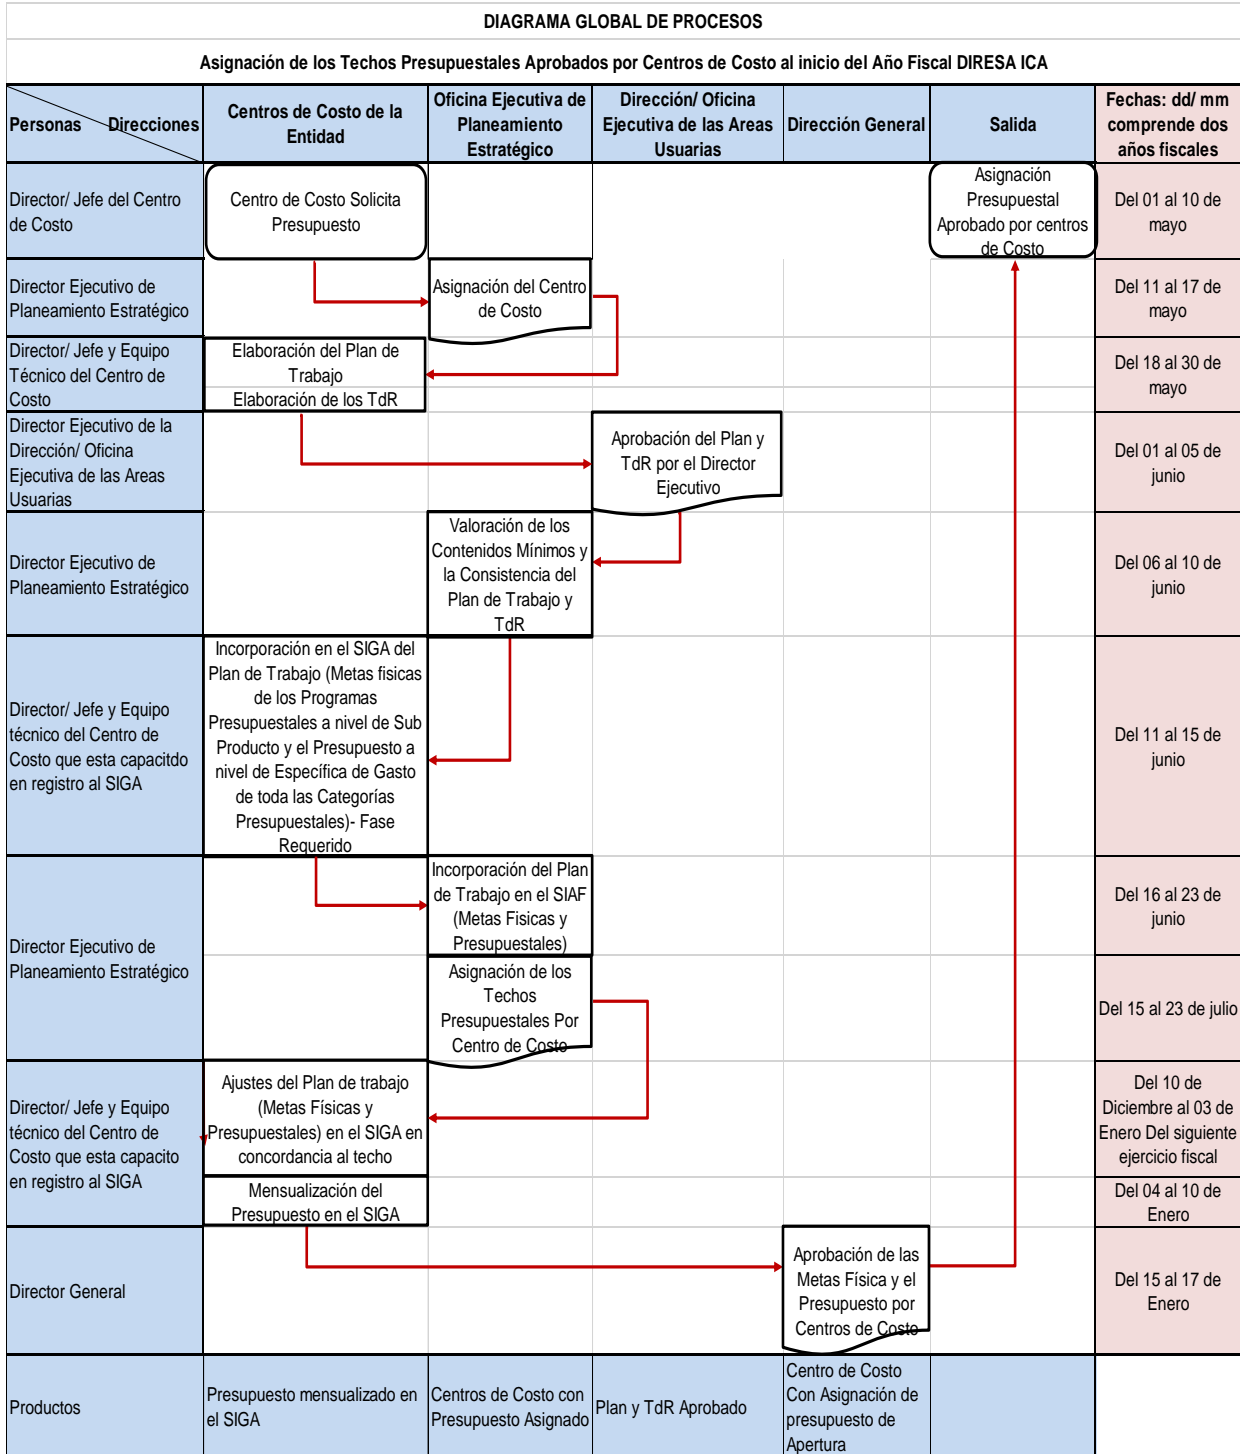 DIAGRAMA GLOBAL DE PROCESOS
Asignación de los Techos Presupuestales Aprobados por Centros de Costo al inicio del Año Fiscal DIRESA ICA
Personas Direcciones
Centros de Costo de la
Entidad
Oficina Ejecutiva de
Planeamiento
Estratégico
Dirección/ Oficina
Ejecutiva de las Areas
Usuarias
Dirección General
Salida
Fechas: dd/ mm
comprende dos
años fiscales
Director/ Jefe del Centro
de Costo
Centro de Costo Solicita
Presupuesto
Asignación
Presupuestal
Aprobado por centros
de Costo
Del 01 al 10 de
mayo
Director Ejecutivo de
Planeamiento Estratégico
Asignación del Centro
de Costo
Del 11 al 17 de
mayo
Director/ Jefe y Equipo
Técnico del Centro de
Costo
Elaboración del Plan de
Trabajo
Elaboración de los TdR
Del 18 al 30 de
mayo
Director Ejecutivo de la
Dirección/ Oficina
Ejecutiva de las Areas
Usuarias
Aprobación del Plan y
TdR por el Director
Ejecutivo
Del 01 al 05 de
junio
Director Ejecutivo de
Planeamiento Estratégico
Valoración de los
Contenidos Mínimos y
la Consistencia del
Plan de Trabajo y
TdR
Del 06 al 10 de
junio
Director/ Jefe y Equipo
técnico del Centro de
Costo que esta capacitdo
en registro al SIGA
Incorporación en el SIGA del
Plan de Trabajo (Metas fisicas
de los Programas
Presupuestales a nivel de Sub
Producto y el Presupuesto a
nivel de Específica de Gasto
de toda las Categorías
Presupuestales)- Fase
Requerido
Del 11 al 15 de
junio
Director Ejecutivo de
Planeamiento Estratégico
Incorporación del Plan
de Trabajo en el SIAF
(Metas Fisicas y
Presupuestales)
Del 16 al 23 de
junio
Asignación de los
Techos
Presupuestales Por
Centro de Costo
Del 15 al 23 de julio
Director/ Jefe y Equipo
técnico del Centro de
Costo que esta capacito
en registro al SIGA
Ajustes del Plan de trabajo
(Metas Físicas y
Presupuestales) en el SIGA en
concordancia al techo
Del 10 de
Diciembre al 03 de
Enero Del siguiente
ejercicio fiscal
Mensualización del
Presupuesto en el SIGA
Del 04 al 10 de
Enero
Director General
Aprobación de las
Metas Física y el
Presupuesto por
Centros de Costo
Del 15 al 17 de
Enero
Productos
Presupuesto mensualizado en
el SIGA
Centros de Costo con
Presupuesto Asignado
Plan y TdR Aprobado
Centro de Costo
Con Asignación de
presupuesto de
Apertura